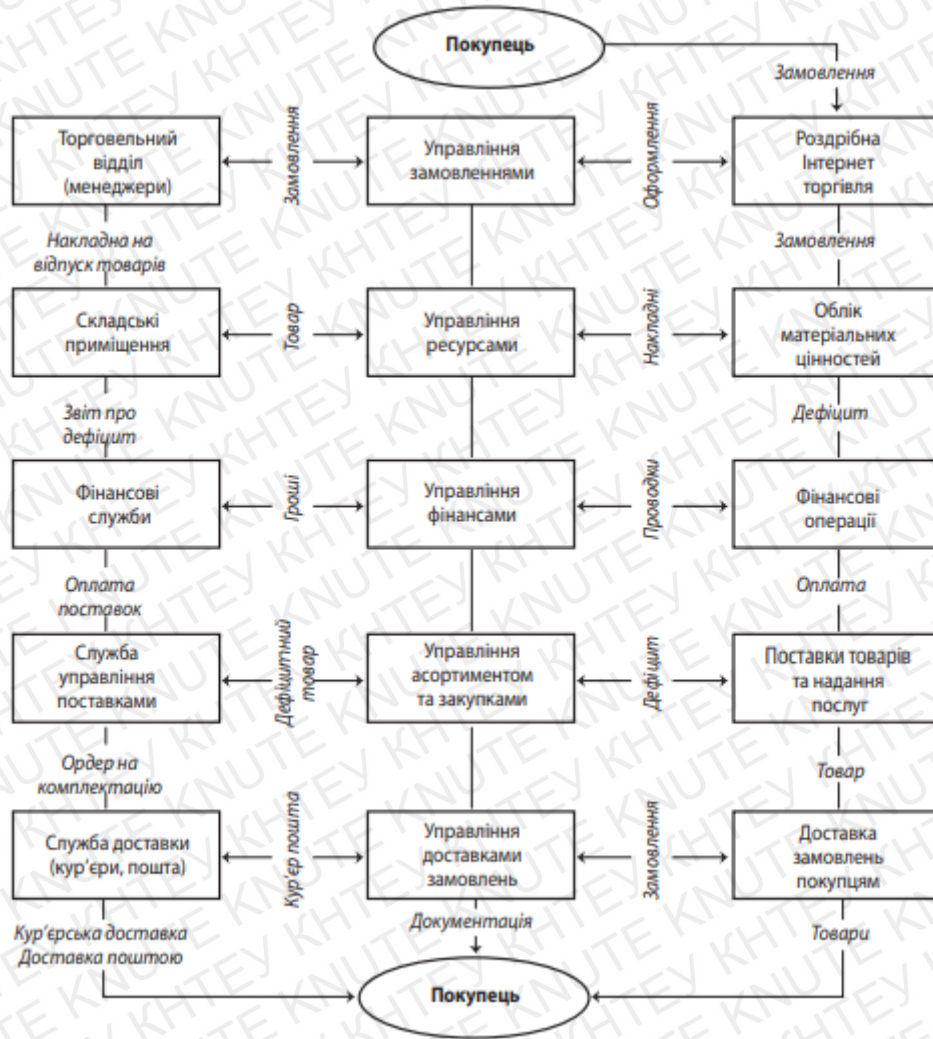 Покупець
Замовлення
Торговельний
відділ
(менеджери)
Замовлення
Управління
замовленнями
Оформлення
Роздрібна
Інтернет
торгівля
Накладна на
відпуск товарів
Замовлення
Складські
приміщення
Товар
Управління
ресурсами
Накладні
Облік
матеріальних
цінностей
Звіт про
дефіцит
Дефіцит
Фінансові
служби
Гроші
Управління
фінансами
Проводки
Фінансові
операції
Оплата
поставок
Оплата
Служба
управління
поставками
Дефіцитний
товар
Управління
асортиментом
та закупками
Дефіцит
Поставки товарів
та надання
послуг
Ордер на
комплектацію
Товар
Служба доставки
(кур'єри, пошта)
Кур'єр пошта
Управління
доставками
замовлень
Замовлення
Доставка
замовлень
покупцям
Кур'єрська доставка
Доставка поштою
Документація
Товари
Покупець
KNUTE КНТЕУ